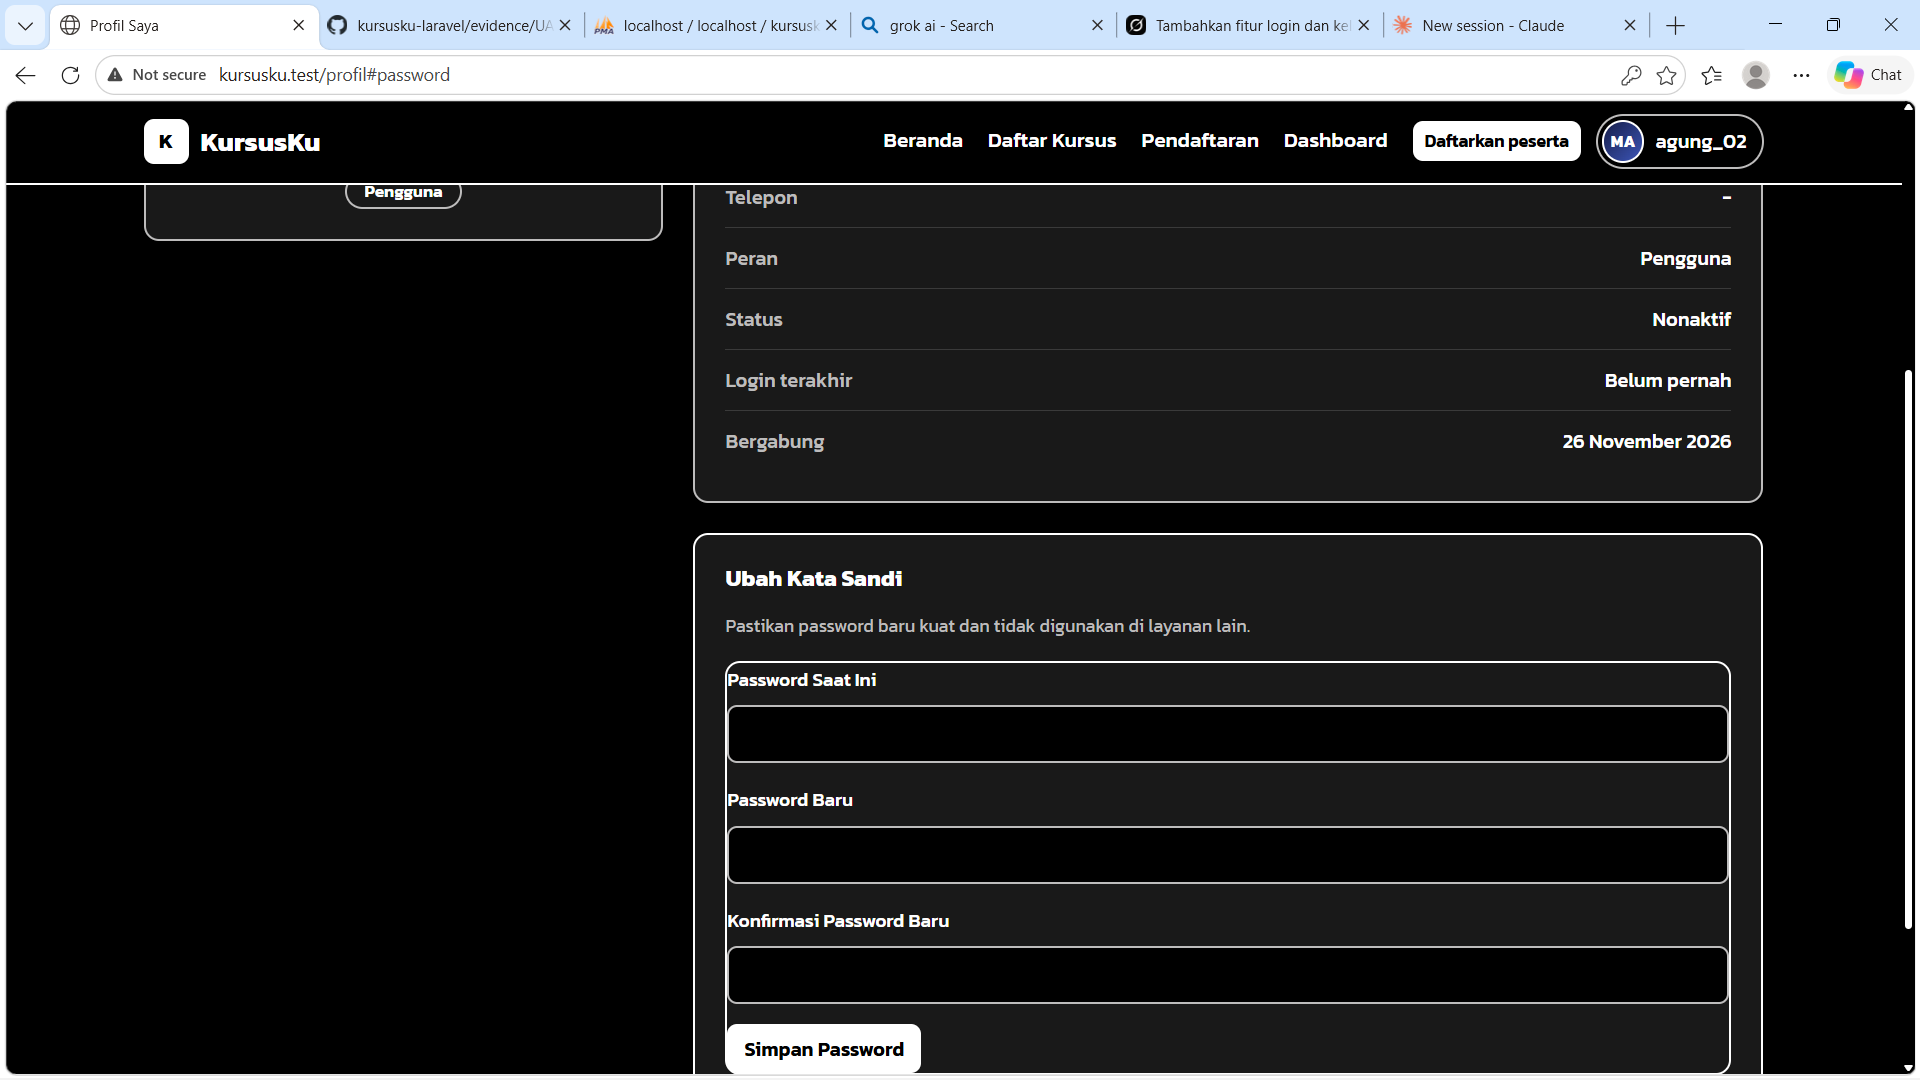 Profil Saya
kursusku-laravel/evidence/UA
localhost / localhost / kursusk
grok ai - Search
Tambahkan fitur login dan kel
New session - Claude
Not secure
kursusku.test/profil#password
Chat
K
KursusKu
Beranda
Daftar Kursus
Pendaftaran
Dashboard
Daftarkan peserta
MA
agung_02
Pengguna
Telepon
-
Peran
Pengguna
Status
Nonaktif
Login terakhir
Belum pernah
Bergabung
26 November 2026
Ubah Kata Sandi
Pastikan password baru kuat dan tidak digunakan di layanan lain.
Password Saat Ini
Password Baru
Konfirmasi Password Baru
Simpan Password